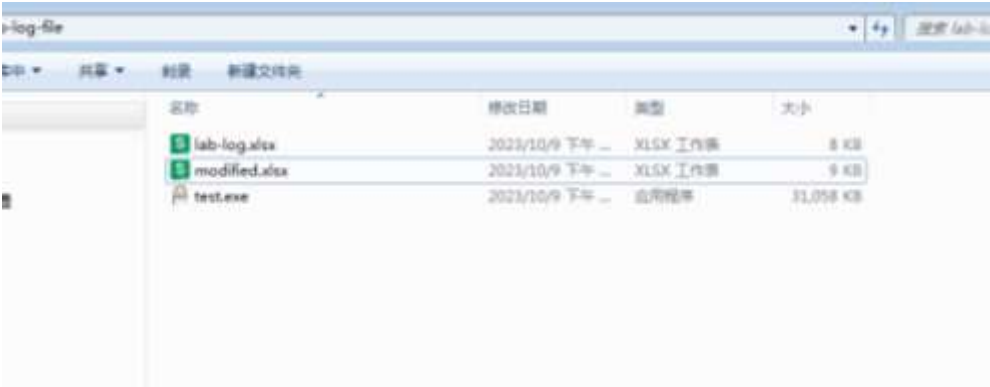 -log-file 搜索 lab-lo
共享 刻录 新建文件夹
名称 修改日期 类型 大小
lab-log.xlsx 2023/10/9 下午 ... XLSX 工作表 8 KB
modified.xlsx 2023/10/9 下午 ... XLSX 工作表 9 KB
test.exe 2023/10/9 下午 ... 应用程序 31,058 KB